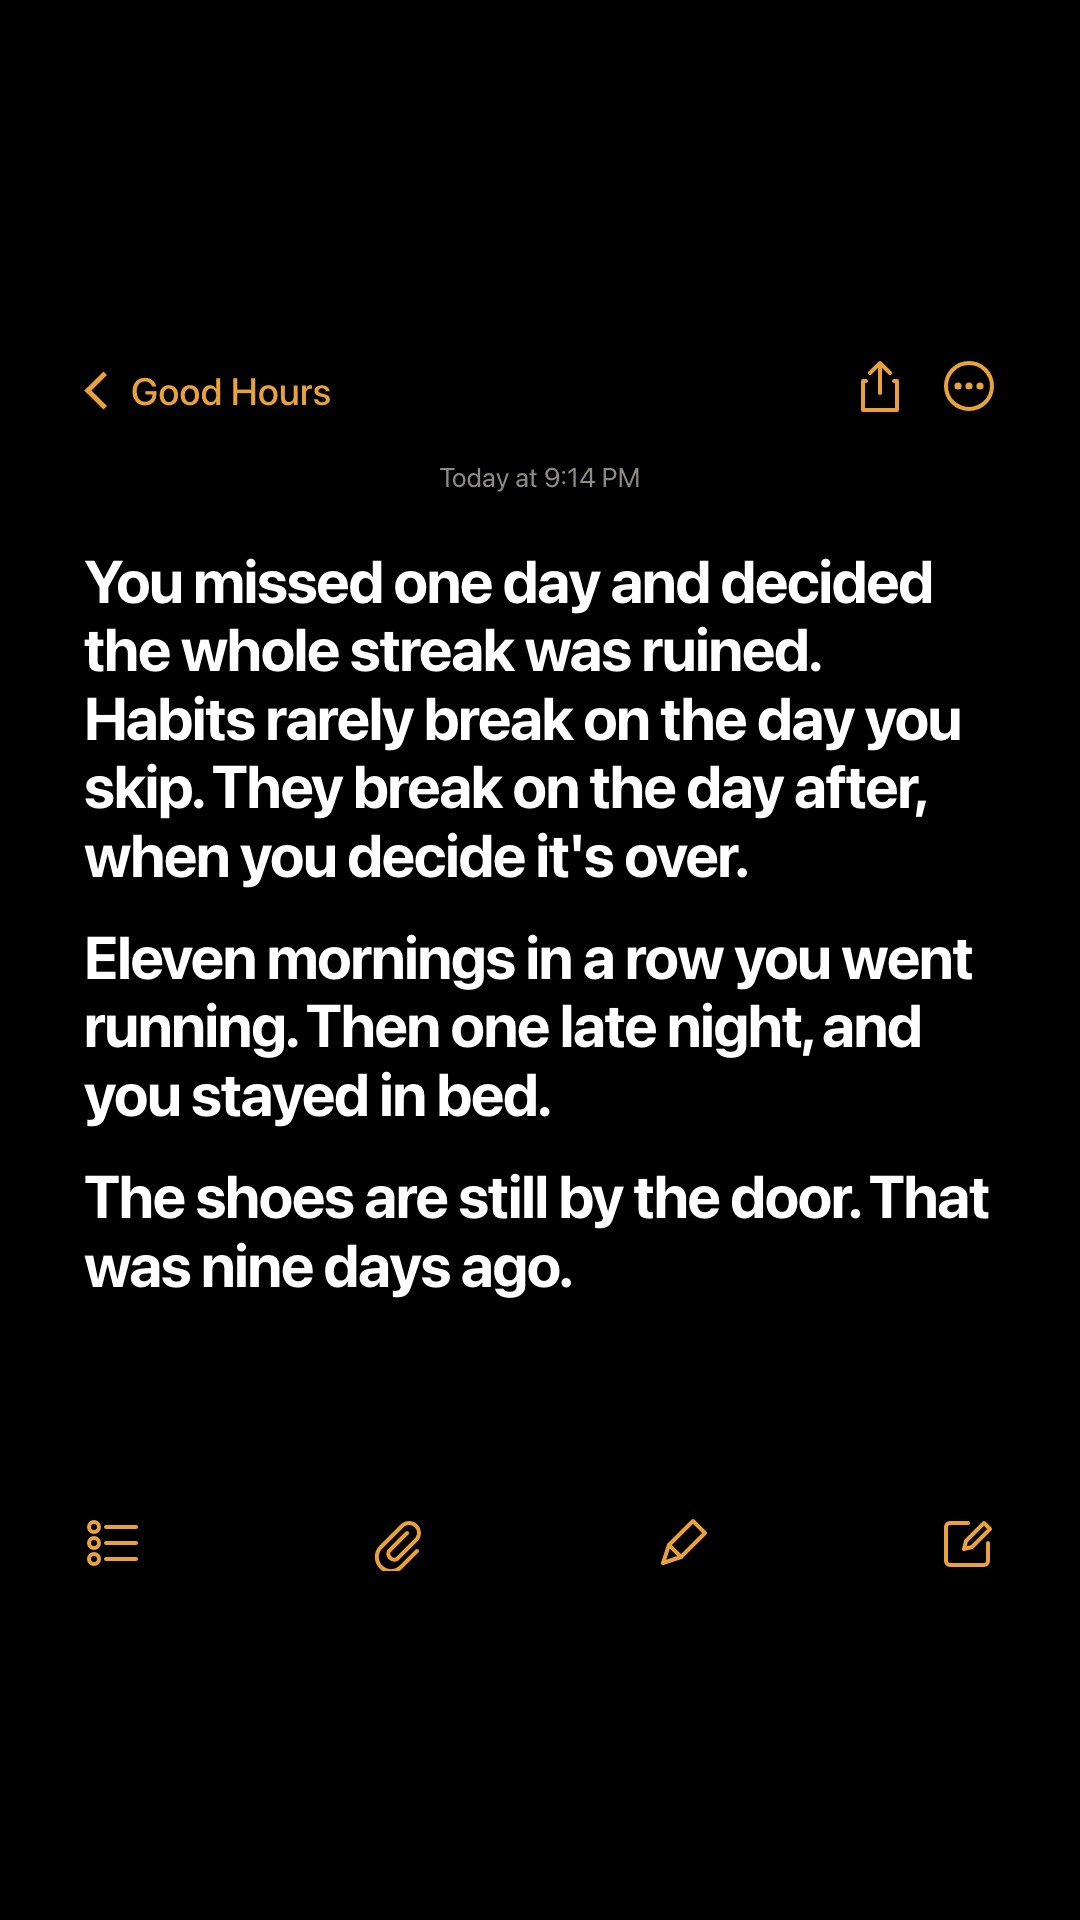 Good Hours
Today at 9:14 PM
You missed one day and decided
the whole streak was ruined.
Habits rarely break on the day you
skip. They break on the day after,
when you decide it's over.
Eleven mornings in a row you went
running. Then one late night, and
you stayed in bed.
The shoes are still by the door. That
was nine days ago.